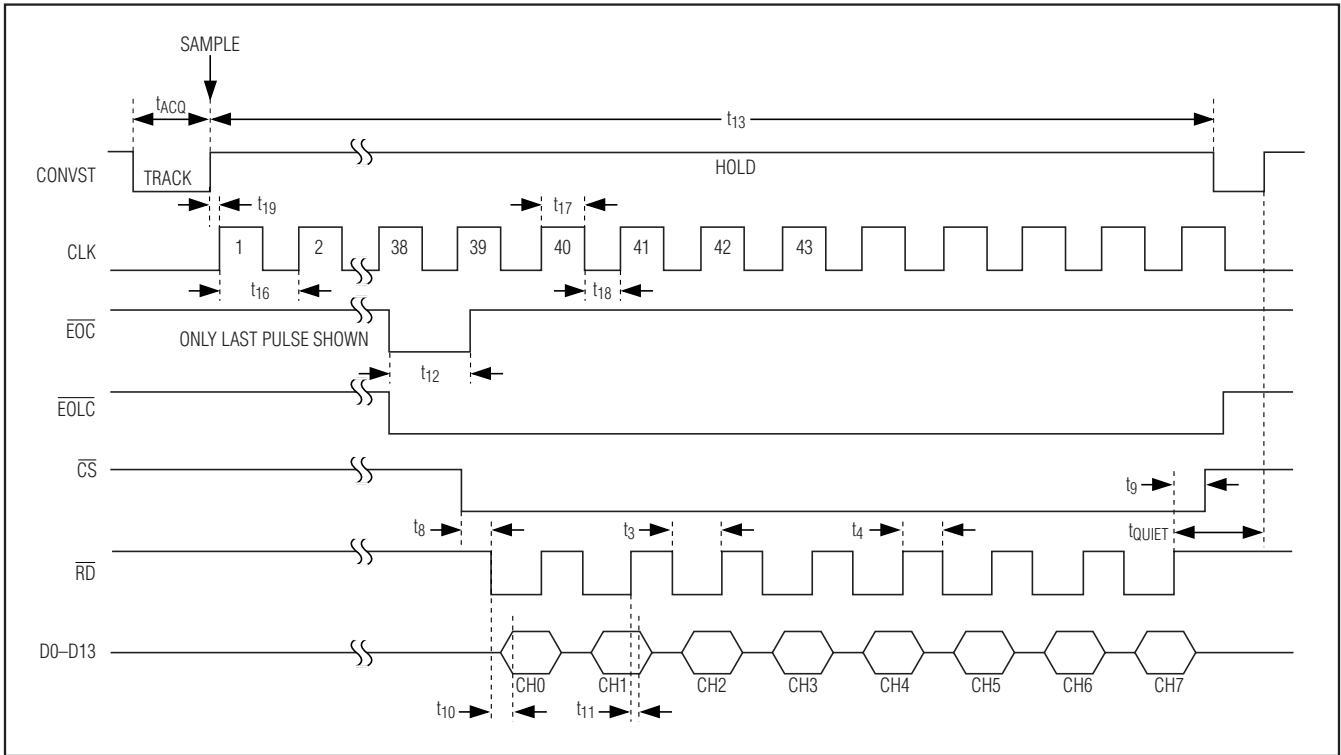 SAMPLE
tACQ
t13
CONVST
TRACK
HOLD
t19
t17
CLK
1 2 38 39 40 41 42 43
t16
t18
EOC
ONLY LAST PULSE SHOWN
t12
EOLC
CS
t9
t8
t3
t4
tQUIET
RD
D0–D13
CH0 CH1 CH2 CH3 CH4 CH5 CH6 CH7
t10
t11